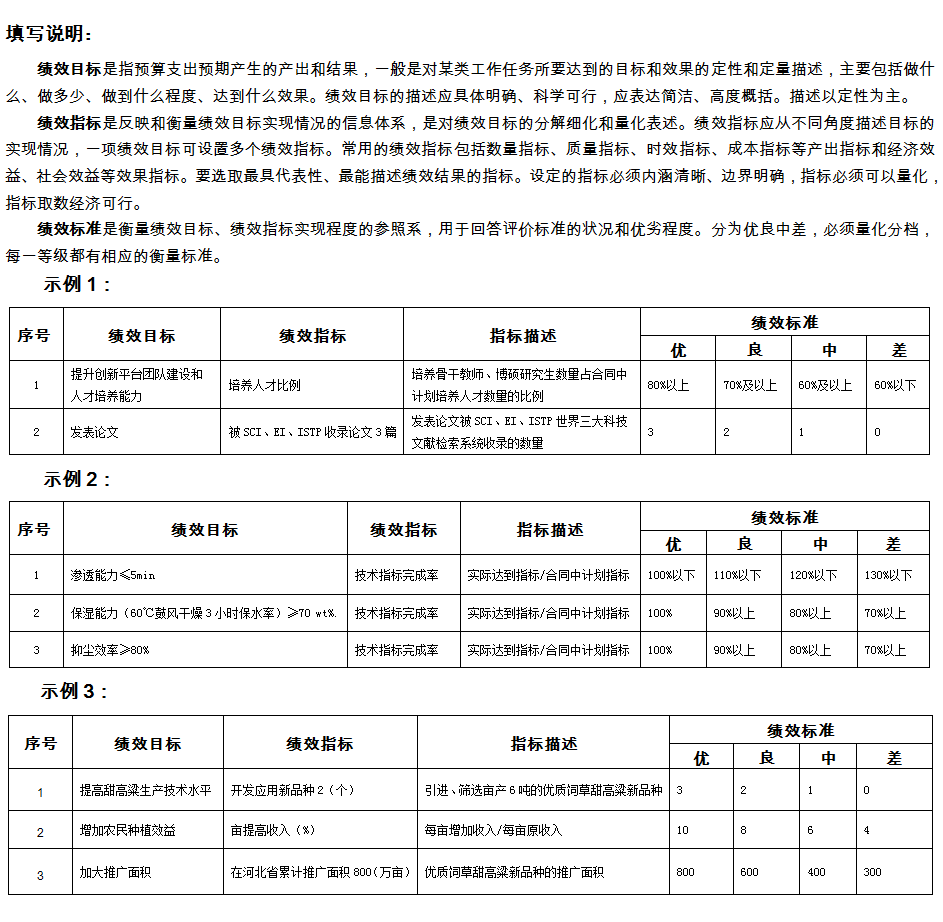 填写说明：
绩效目标是指预算支出预期产生的产出和结果，一般是对某类工作任务所要达到的目标和效果的定性和定量描述，主要包括做什
么、做多少、做到什么程度、达到什么效果。绩效目标的描述应具体明确、科学可行，应表达简洁、高度概括。描述以定性为主。
绩效指标是反映和衡量绩效目标实现情况的信息体系，是对绩效目标的分解细化和量化表述。绩效指标应从不同角度描述目标的
实现情况，一项绩效目标可设置多个绩效指标。常用的绩效指标包括数量指标、质量指标、时效指标、成本指标等产出指标和经济效
益、社会效益等效果指标。要选取最具代表性、最能描述绩效结果的指标。设定的指标必须内涵清晰、边界明确，指标必须可以量化，
指标取数经济可行。
绩效标准是衡量绩效目标、绩效指标实现程度的参照系，用于回答评价标准的状况和优劣程度。分为优良中差，必须量化分档，
每一等级都有相应的衡量标准。
示例1：
序号 绩效目标 绩效指标 指标描述 绩效标准
优 良 中 差
1 提升创新平台团队建设和人才培养能力 培养人才比例 培养骨干教师、博硕研究生数量占合同中计划培养人才数量的比例 80%以上 70%及以上 60%及以上 60%以下
2 发表论文 被SCI、EI、ISTP收录论文3篇 发表论文被SCI、EI、ISTP世界三大科技文献检索系统收录的数量 3 2 1 0
示例2：
序号 绩效目标 绩效指标 指标描述 绩效标准
优 良 中 差
1 渗透能力≤5min 技术指标完成率 实际达到指标/合同中计划指标 100%以下 110%以下 120%以下 130%以下
2 保湿能力（60℃鼓风干燥3小时保水率）≥70 wt%. 技术指标完成率 实际达到指标/合同中计划指标 100% 90%以上 80%以上 70%以上
3 抑尘效率≥80% 技术指标完成率 实际达到指标/合同中计划指标 100% 90%以上 80%以上 70%以上
示例3：
序号 绩效目标 绩效指标 指标描述 绩效标准
优 良 中 差
1 提高甜高粱生产技术水平 开发应用新品种2（个） 引进、筛选亩产6吨的优质饲草甜高粱新品种 3 2 1 0
2 增加农民种植效益 亩提高收入（%） 每亩增加收入/每亩原收入 10 8 6 4
3 加大推广面积 在河北省累计推广面积800（万亩） 优质饲草甜高粱新品种的推广面积 800 600 400 300